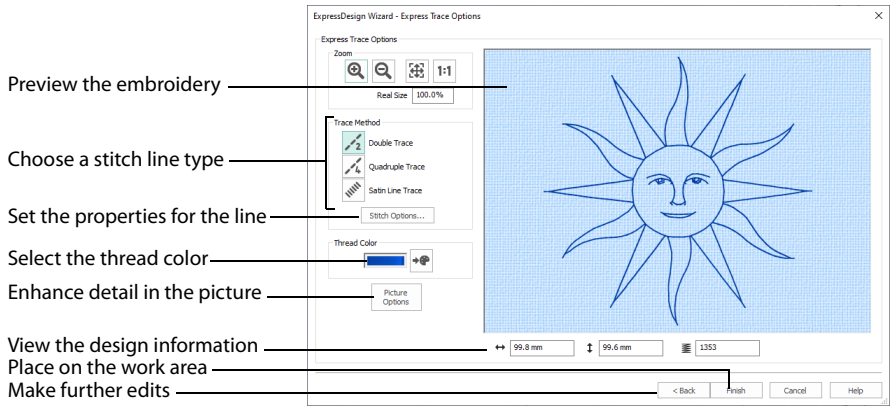 ExpressDesign Wizard - Express Trace Options
Express Trace Options
Zoom
1:1
Real Size 100.0%
Preview the embroidery
Trace Method
2 Double Trace
Choose a stitch line type
4 Quadruple Trace
Satin Line Trace
Set the properties for the line
Stitch Options...
Thread Color
Select the thread color
Enhance detail in the picture
Picture
Options
View the design information
99.8 mm 99.6 mm 1353
Place on the work area
Make further edits
< Back Finish Cancel Help